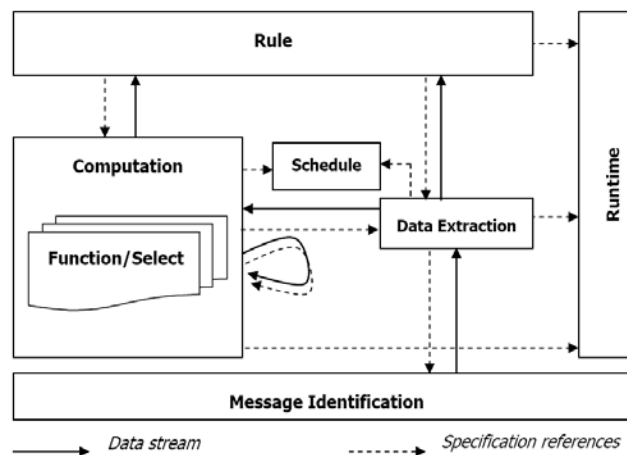 Rule
Computation
Schedule
Runtime
Data Extraction
Function/Select
Message Identification
Data stream
Specification references